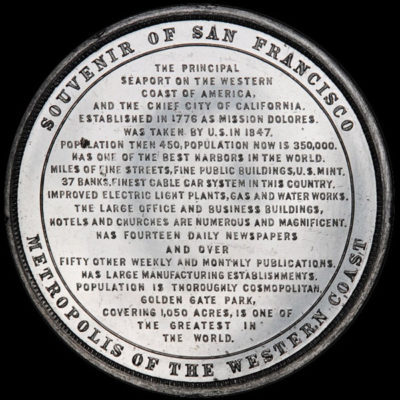 SOUVENIR OF SAN FRANCISCO
THE PRINCIPAL
SEAPORT ON THE WESTERN
COAST OF AMERICA,
AND THE CHIEF CITY OF CALIFORNIA.
ESTABLISHED IN 1776 AS MISSION DOLORES.
WAS TAKEN BY U.S. IN 1847.
POPULATION THEN 450, POPULATION NOW IS 350,000.
HAS ONE OF THE BEST HARBORS IN THE WORLD.
MILES OF FINE STREETS, FINE PUBLIC BUILDINGS, U.S. MINT.
37 BANKS, FINEST CABLE CAR SYSTEM IN THIS COUNTRY.
IMPROVED ELECTRIC LIGHT PLANTS, GAS AND WATER WORKS.
THE LARGE OFFICE AND BUSINESS BUILDINGS,
HOTELS AND CHURCHES ARE NUMEROUS AND MAGNIFICENT.
HAS FOURTEEN DAILY NEWSPAPERS
AND OVER
FIFTY OTHER WEEKLY AND MONTHLY PUBLICATIONS.
HAS LARGE MANUFACTURING ESTABLISHMENTS.
POPULATION IS THOROUGHLY COSMOPOLITAN.
GOLDEN GATE PARK,
COVERING 1,050 ACRES, IS ONE
OF THE GREATEST IN
THE WORLD.
METROPOLIS OF THE WESTERN COAST